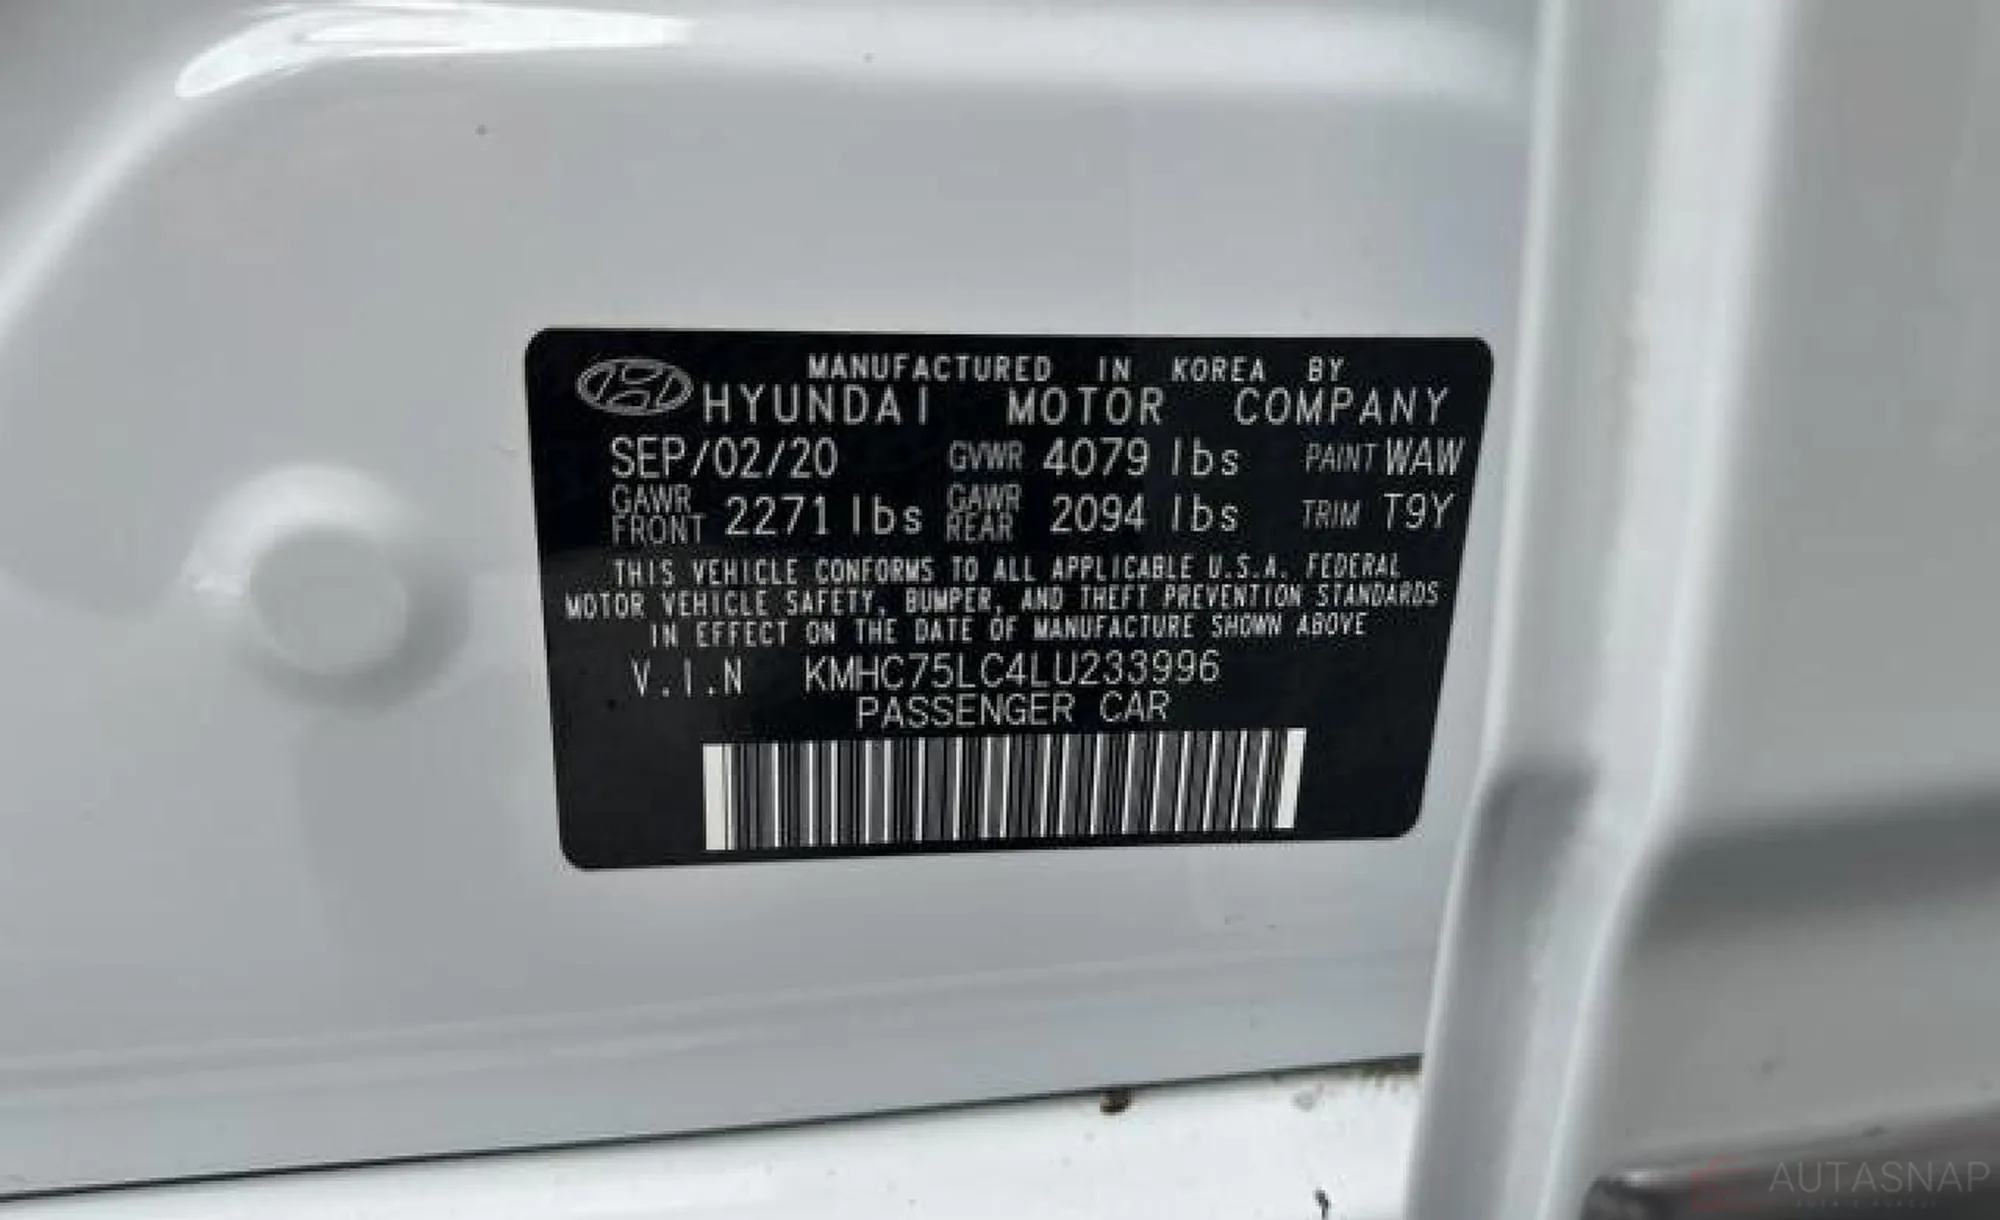 MANUFACTURED IN KOREA BY
HYUNDAI MOTOR COMPANY
SEP/02/20 GVWR 4079 lbs PAINT WAW
GAWR FRONT 2271 lbs GAWR REAR 2094 lbs TRIM T9Y
THIS VEHICLE CONFORMS TO ALL APPLICABLE U.S.A. FEDERAL
MOTOR VEHICLE SAFETY, BUMPER, AND THEFT PREVENTION STANDARDS
IN EFFECT ON THE DATE OF MANUFACTURE SHOWN ABOVE
V.I.N KMHC75LC4LU233996
PASSENGER CAR
AUTASNAP